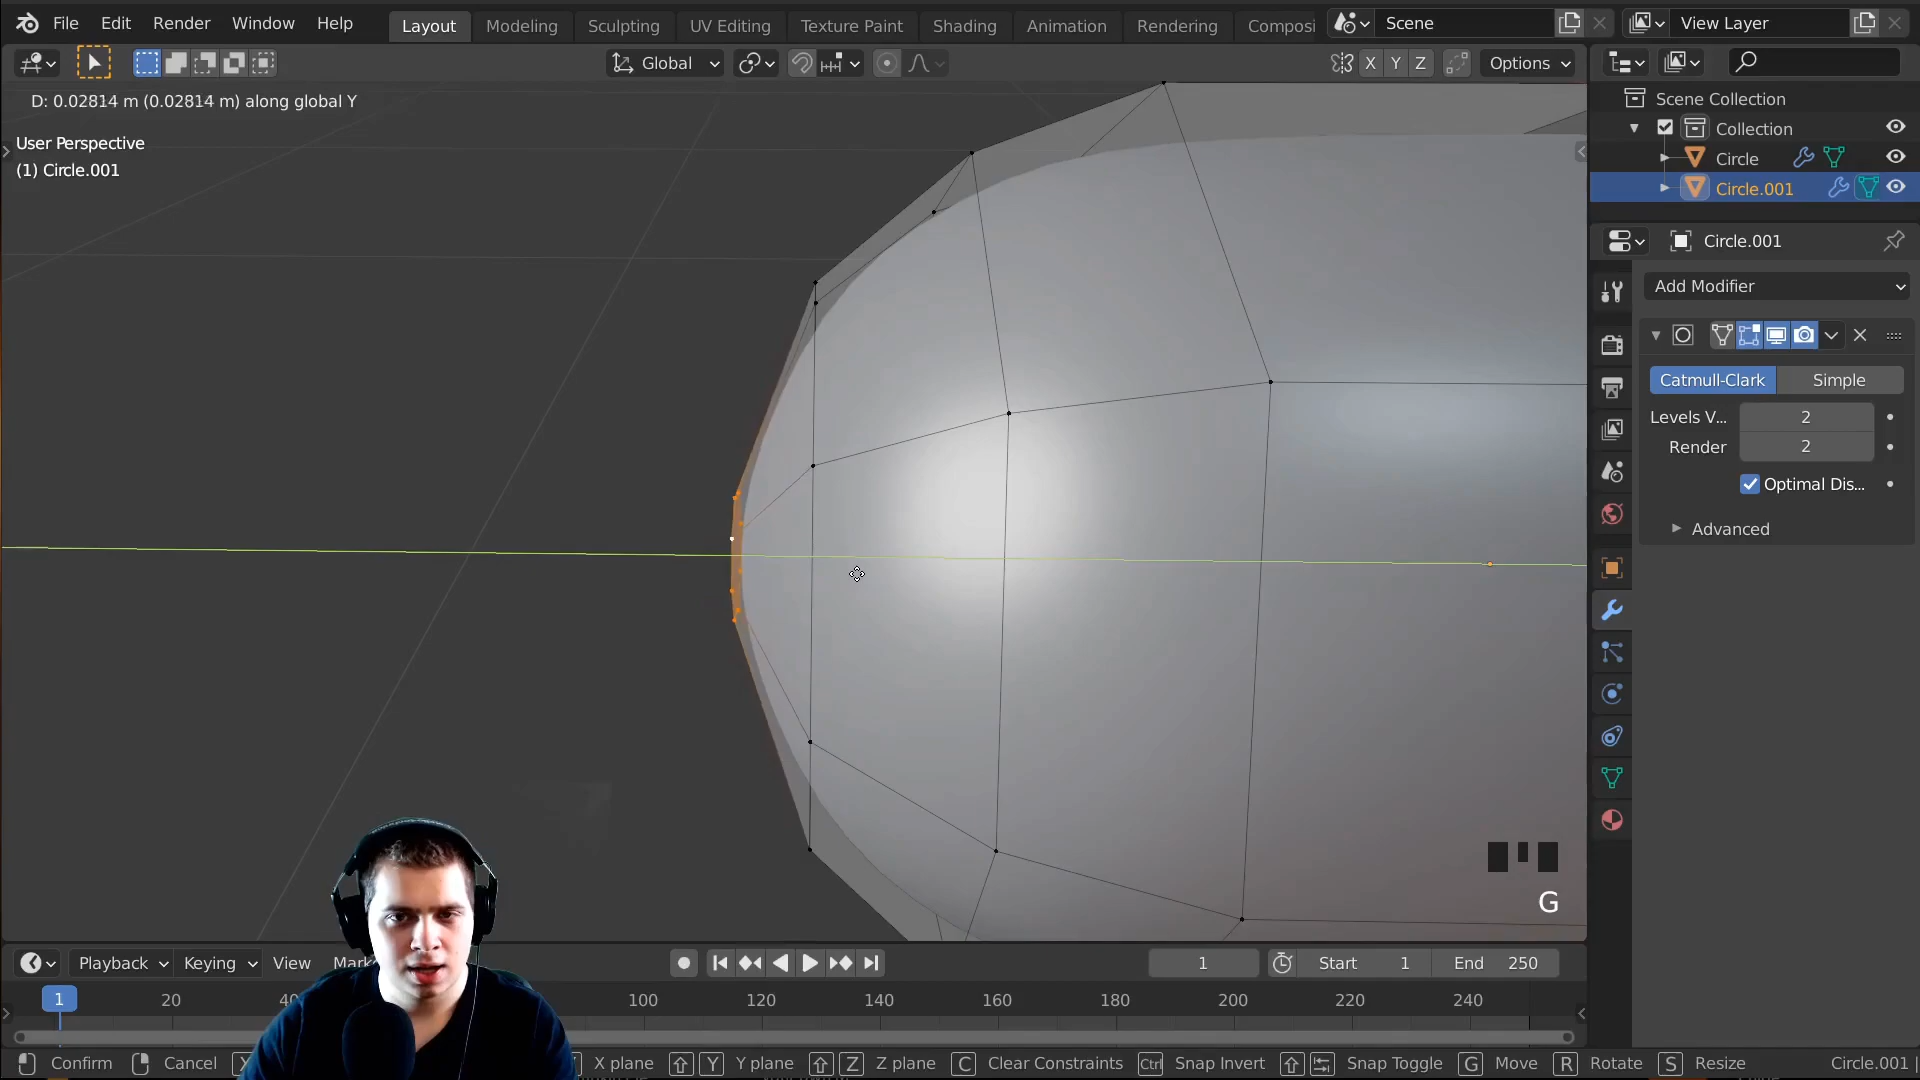 File Edit Render Window Help Layout Modeling Sculpting UV Editing Texture Paint Shading Animation Rendering Composi Scene View Layer
Global X Y Z Options
D: 0.02814 m (0.02814 m) along global Y
User Perspective
(1) Circle.001
Scene Collection
Collection
Circle
Circle.001
Circle.001
Add Modifier
Catmull-Clark Simple
Levels V... 2
Render 2
Optimal Dis...
Advanced
G
Playback Keying View Mark 1 Start 1 End 250
1 20 40 100 120 140 160 180 200 220 240
Confirm Cancel X plane Y Y plane Z Z plane C Clear Constraints Ctrl Snap Invert Snap Toggle G Move R Rotate S Resize Circle.001 |